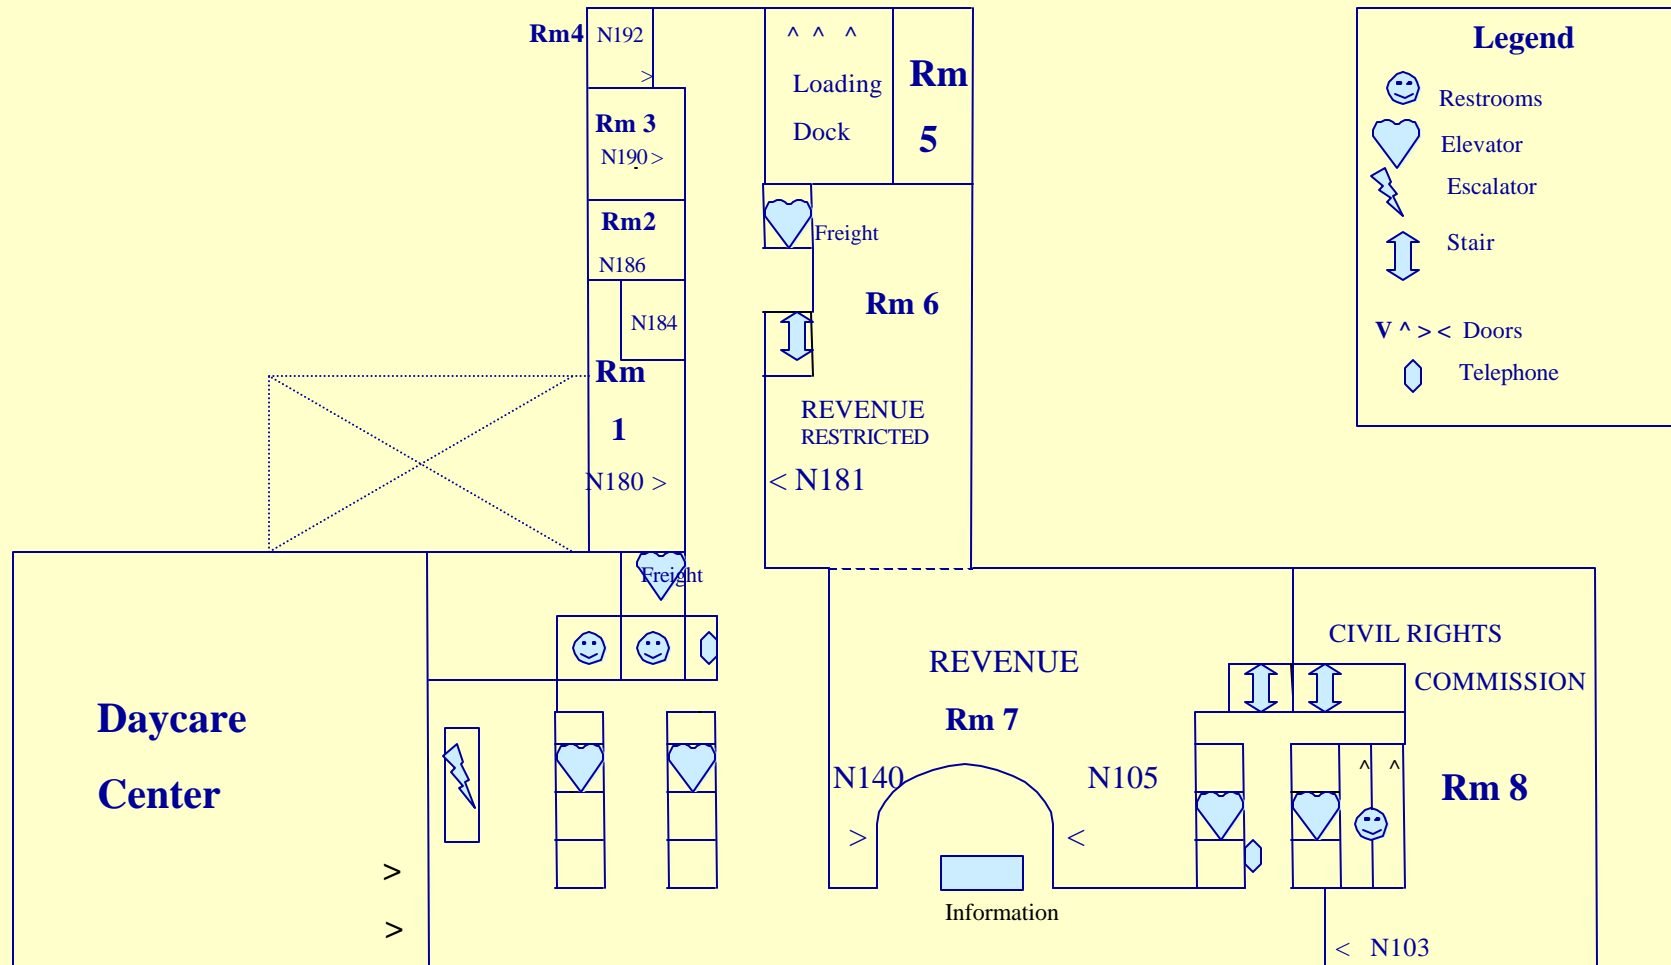 Rm4 N192
>
Rm 3
N190 >
Rm2
N186
N184
Rm
1
N180 >
^ ^ ^
Loading
Dock
Rm
5
Freight
Rm 6
REVENUE
RESTRICTED
< N181
Legend
Restrooms
Elevator
Escalator
Stair
V ^ > < Doors
Telephone
Freight
Daycare
Center
>
>
REVENUE
Rm 7
N140
>
N105
<
Information
CIVIL RIGHTS
COMMISSION
^ ^
Rm 8
< N103